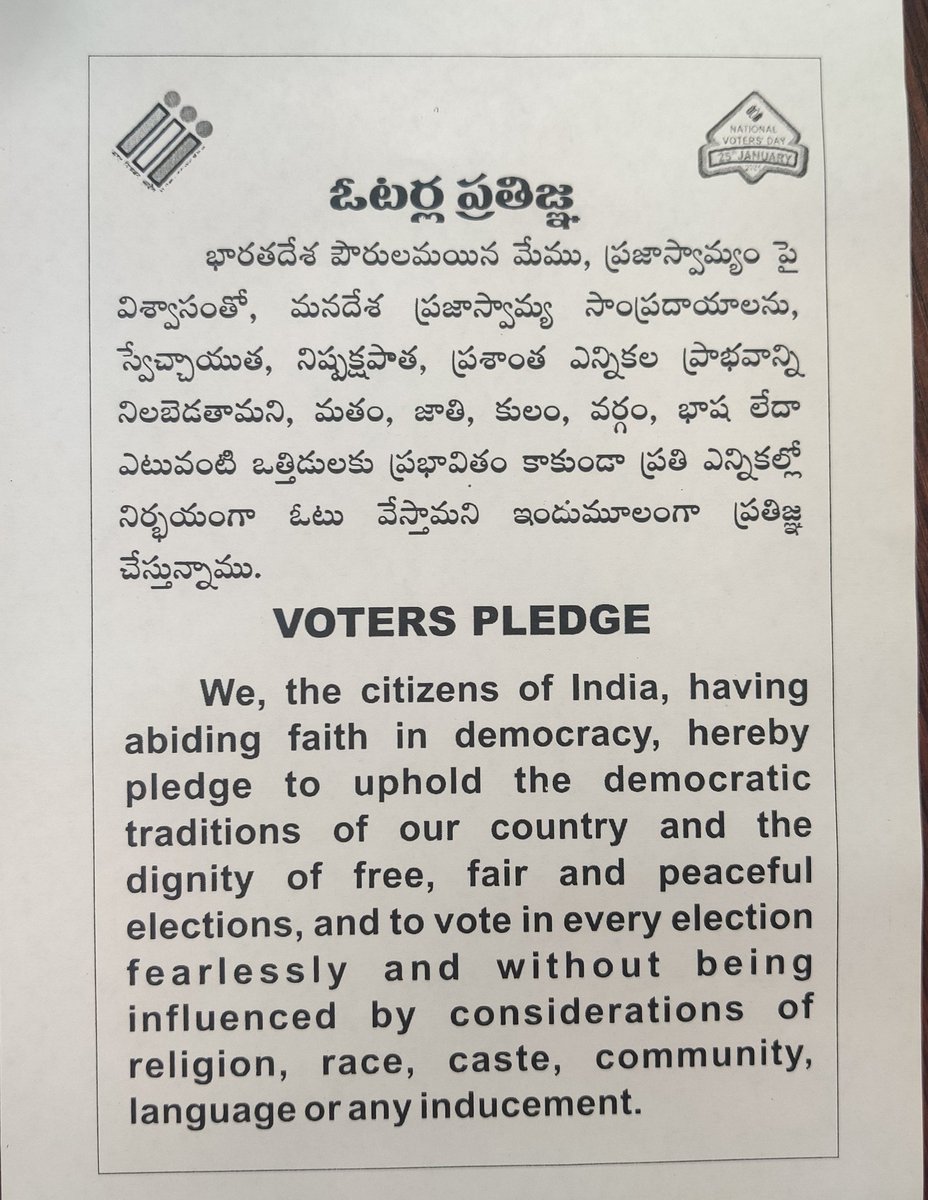 NATIONAL
VOTERS' DAY
25th JANUARY
ఓటర్ల ప్రతిజ్ఞ
భారతదేశ పౌరులమయిన మేము, ప్రజాస్వామ్యం పై
విశ్వాసంతో, మనదేశ ప్రజాస్వామ్య సాంప్రదాయాలను,
స్వేచ్ఛాయుత, నిష్పక్షపాత, ప్రశాంత ఎన్నికల ప్రాభవాన్ని
నిలబెడతామని, మతం, జాతి, కులం, వర్గం, భాష లేదా
ఎటువంటి ఒత్తిడులకు ప్రభావితం కాకుండా ప్రతి ఎన్నికల్లో
నిర్భయంగా ఓటు వేస్తామని ఇందుమూలంగా ప్రతిజ్ఞ
చేస్తున్నాము.
VOTERS PLEDGE
We, the citizens of India, having
abiding faith in democracy, hereby
pledge to uphold the democratic
traditions of our country and the
dignity of free, fair and peaceful
elections, and to vote in every election
fearlessly and without being
influenced by considerations of
religion, race, caste, community,
language or any inducement.